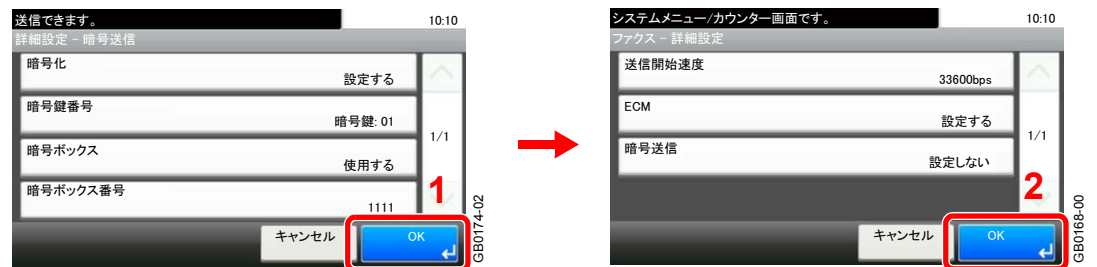 送信できます。
10:10
詳細設定 - 暗号送信
暗号化
設定する
暗号鍵番号
暗号鍵: 01
1/1
暗号ボックス
使用する
暗号ボックス番号
1111
1
キャンセル
OK
GB0174-02
システムメニュー/カウンター画面です。
10:10
ファクス - 詳細設定
送信開始速度
33600bps
ECM
設定する
1/1
暗号送信
設定しない
2
キャンセル
OK
GB0168-00